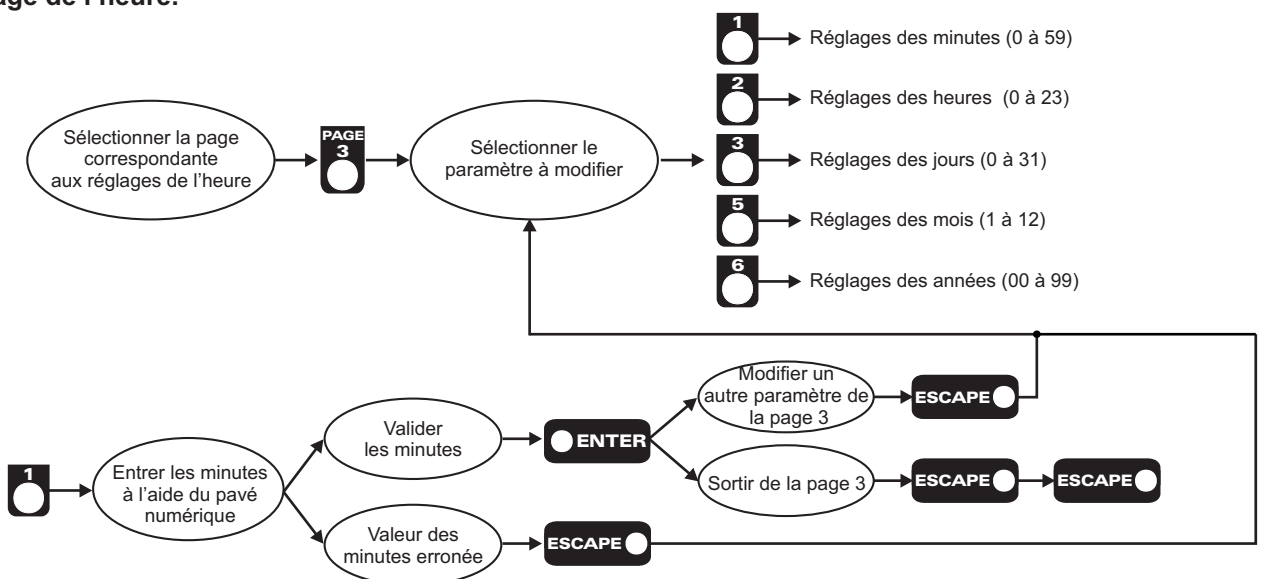 age de l'heure:
1
Réglages des minutes (0 à 59)
2
Réglages des heures (0 à 23)
Sélectionner la page
correspondante
aux réglages de l'heure
PAGE
3
Sélectionner le
paramètre à modifier
3
Réglages des jours (0 à 31)
5
Réglages des mois (1 à 12)
6
Réglages des années (00 à 99)
1
Entrer les minutes
à l'aide du pavé
numérique
Valider
les minutes
ENTER
Modifier un
autre paramètre de
la page 3
ESCAPE
Sortir de la page 3
ESCAPE
ESCAPE
Valeur des
minutes erronée
ESCAPE